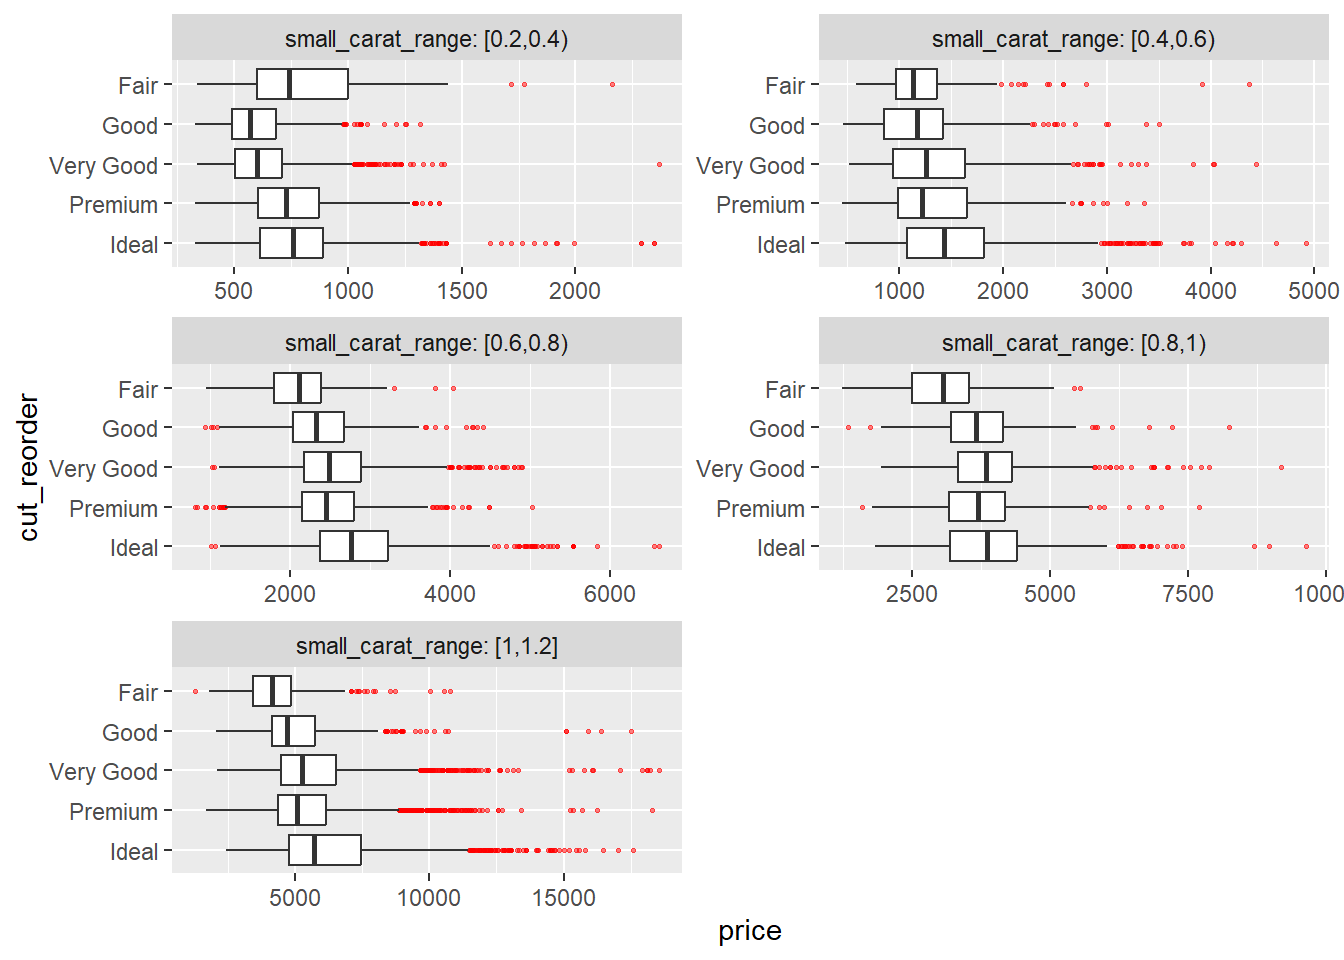 small_carat_range: [0.2,0.4)
Fair
Good
Very Good
Premium
Ideal
500 1000 1500 2000
small_carat_range: [0.4,0.6)
Fair
Good
Very Good
Premium
Ideal
1000 2000 3000 4000 5000
cut_reorder
small_carat_range: [0.6,0.8)
Fair
Good
Very Good
Premium
Ideal
2000 4000 6000
small_carat_range: [0.8,1)
Fair
Good
Very Good
Premium
Ideal
2500 5000 7500 1000
small_carat_range: [1,1.2]
Fair
Good
Very Good
Premium
Ideal
5000 10000 15000
price